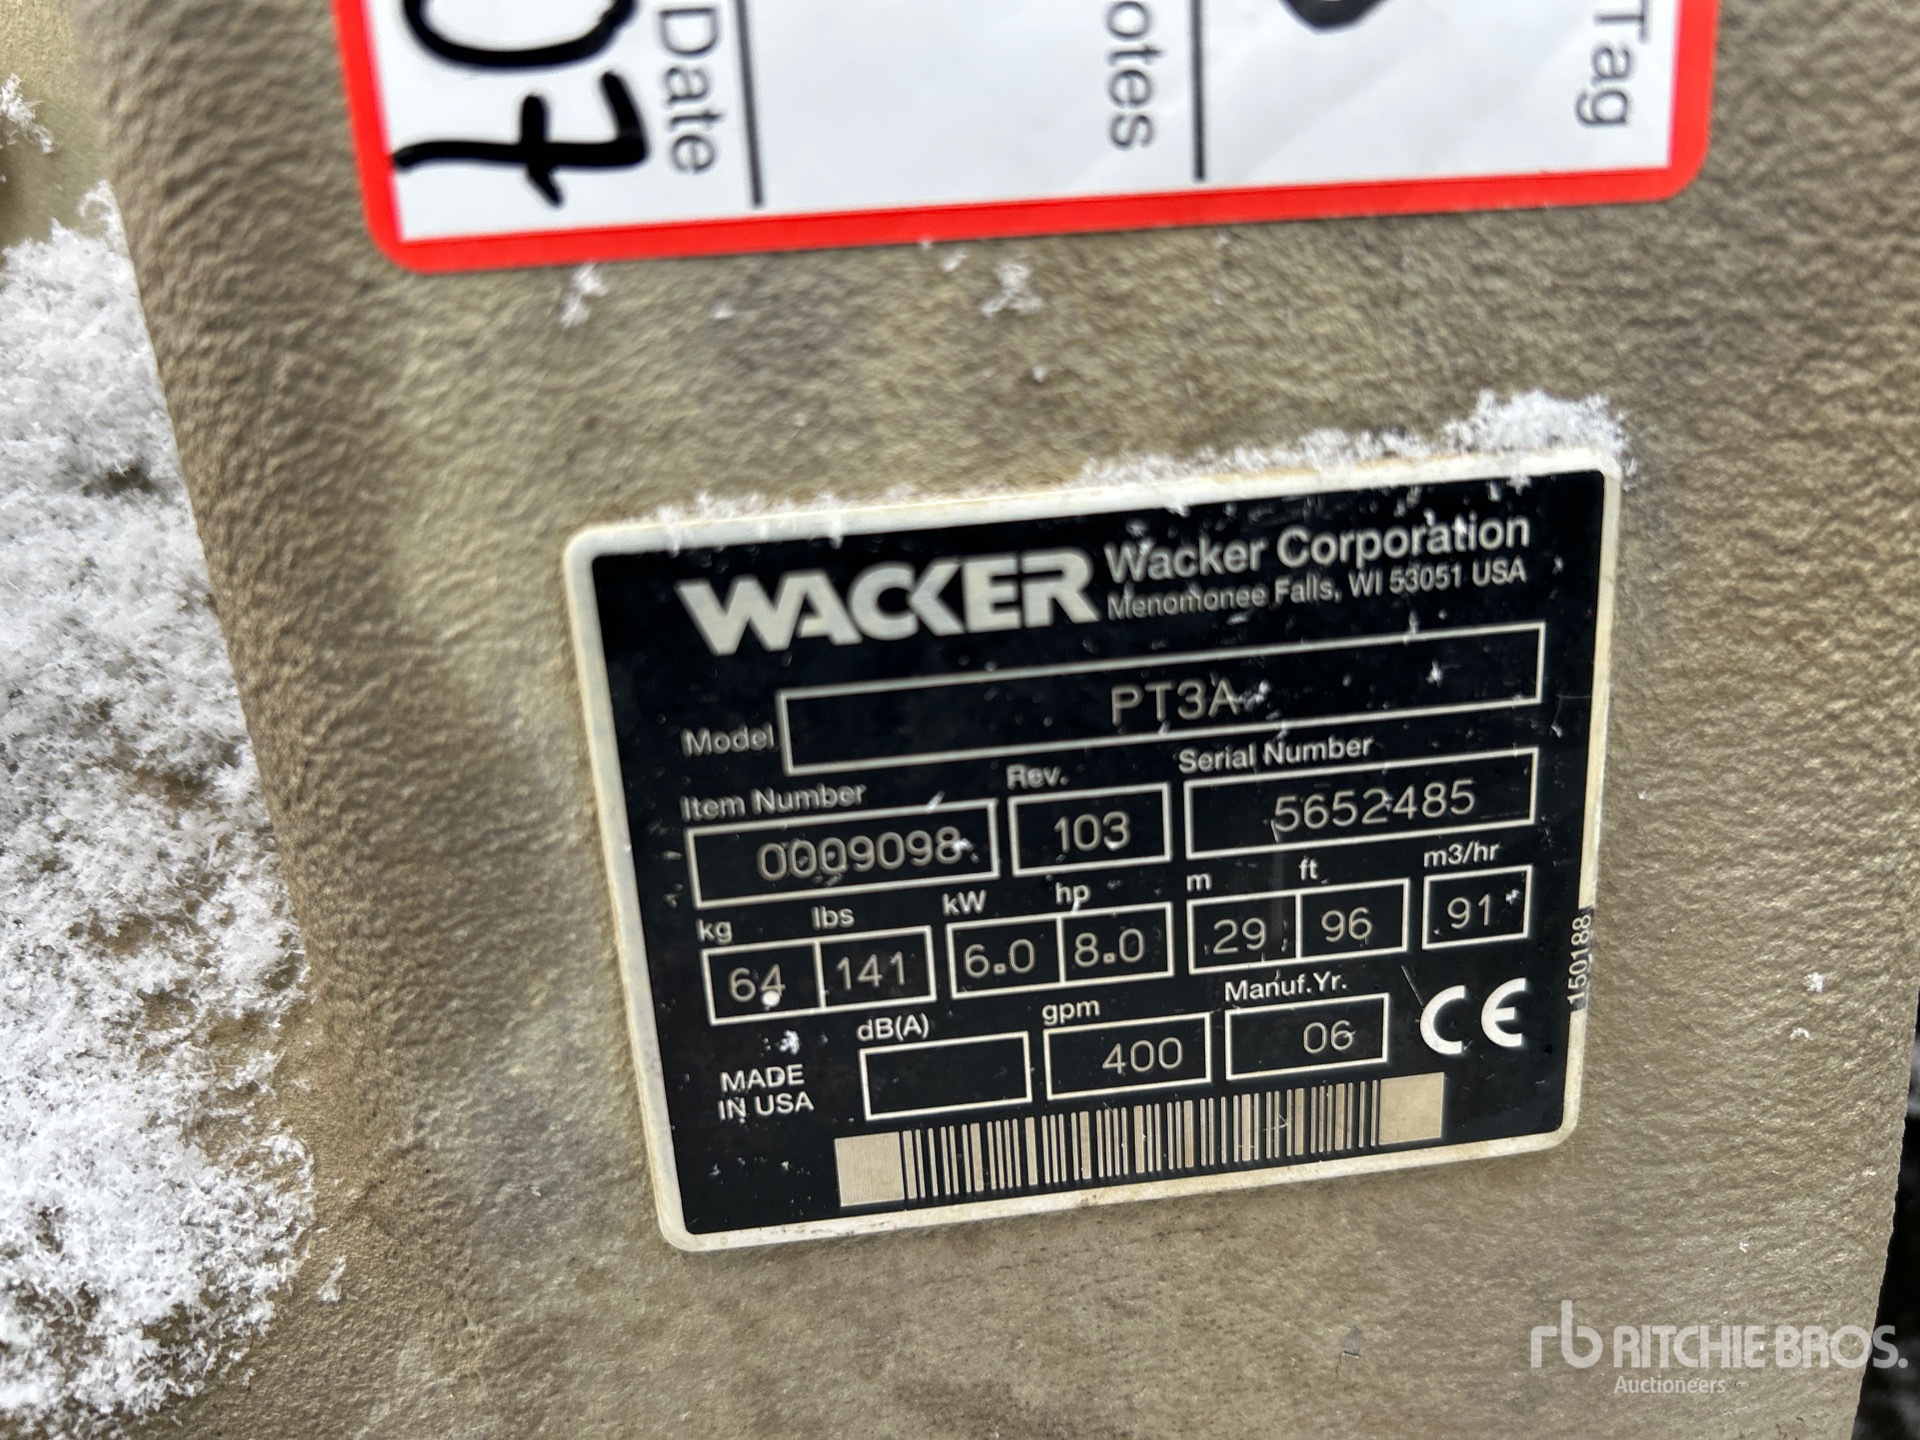 07
Date
otes
Tag
WACKER Wacker Corporation
Menomonee Falls, WI 53051 USA
Model PT3A
Item Number Rev. Serial Number
0009098 103 5652485
kg lbs kW hp m ft m3/hr
64 141 6.0 8.0 29 96 91
dB(A) gpm Manuf.Yr.
400 06 CE
MADE
IN USA
150188
rb RITCHIE BROS.
Auctioneers